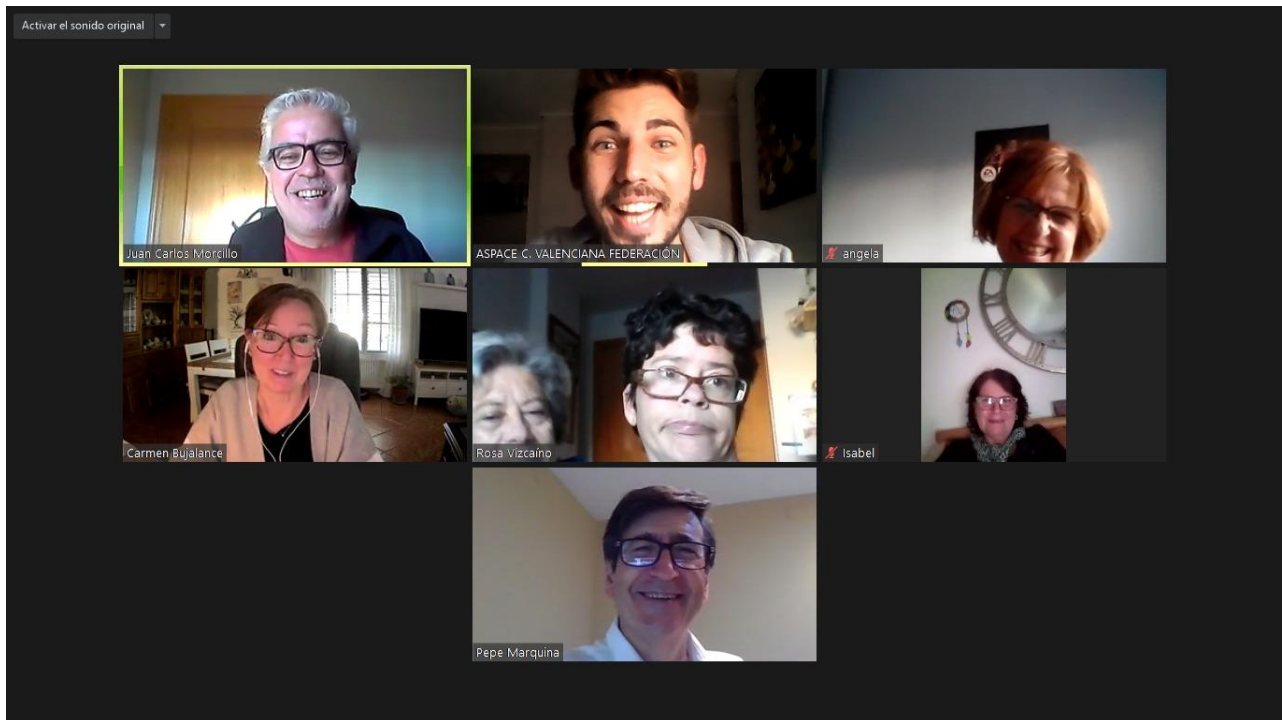 Activar el sonido original
Juan Carlos Morcillo
ASPACE C. VALENCIANA FEDERACIÓN
angela
Carmen Bujalance
Rosa Vizcaíno
Isabel
Pepe Marquina